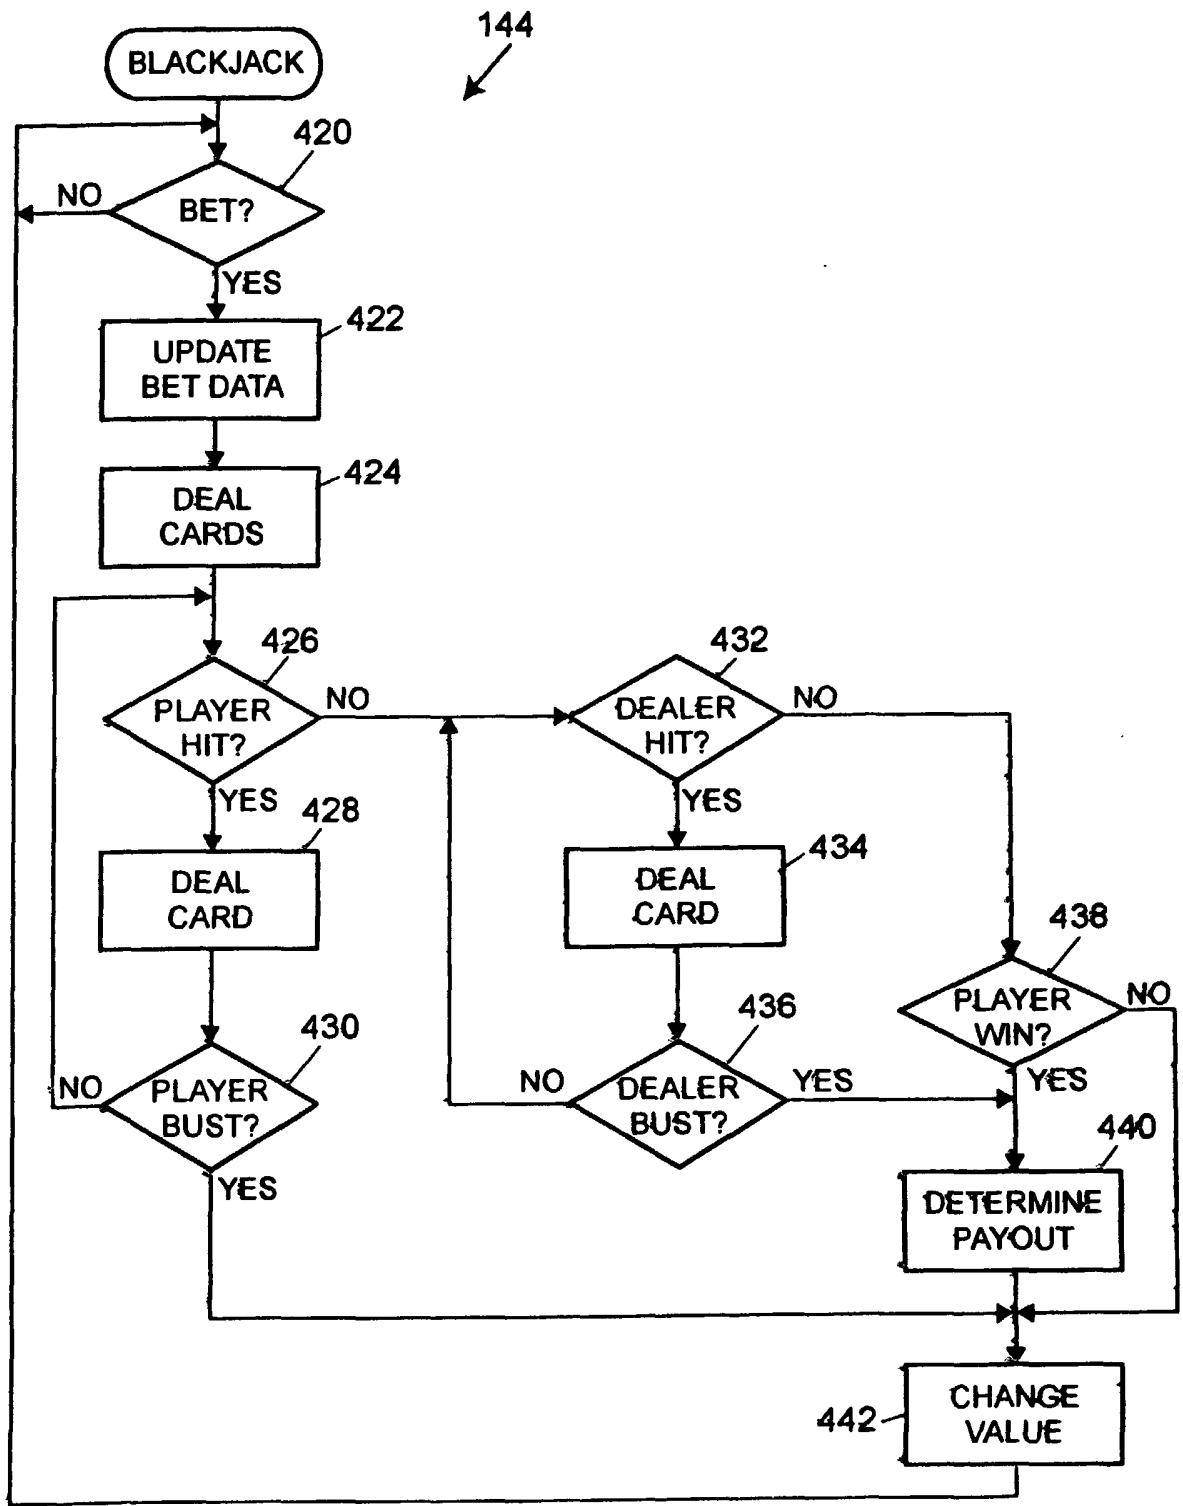 144
BLACKJACK
420
NO
BET?
YES
422
UPDATE
BET DATA
424
DEAL
CARDS
426
PLAYER
HIT?
NO
432
DEALER
HIT?
NO
YES
428
DEAL
CARD
YES
434
DEAL
CARD
438
PLAYER
WIN?
NO
YES
430
NO
PLAYER
BUST?
YES
436
NO
DEALER
BUST?
YES
440
DETERMINE
PAYOUT
442
CHANGE
VALUE